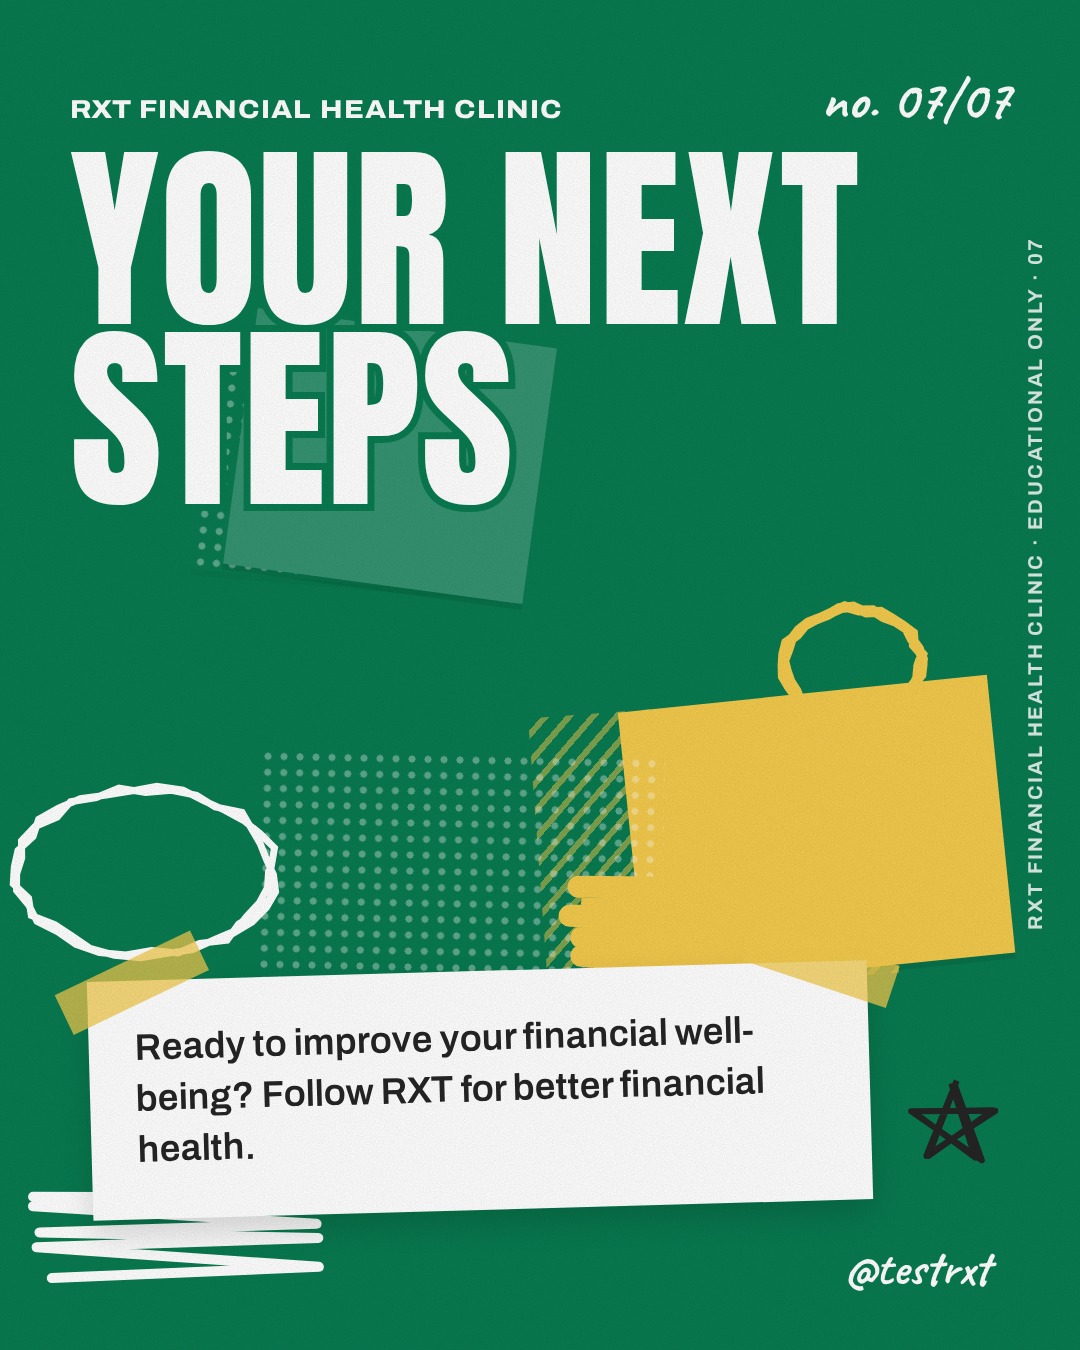 RXT FINANCIAL HEALTH CLINIC
no. 07/07
YOUR NEXT
STEPS
RXT FINANCIAL HEALTH CLINIC · EDUCATIONAL ONLY · 07
Ready to improve your financial well-
being? Follow RXT for better financial
health.
@testrxt